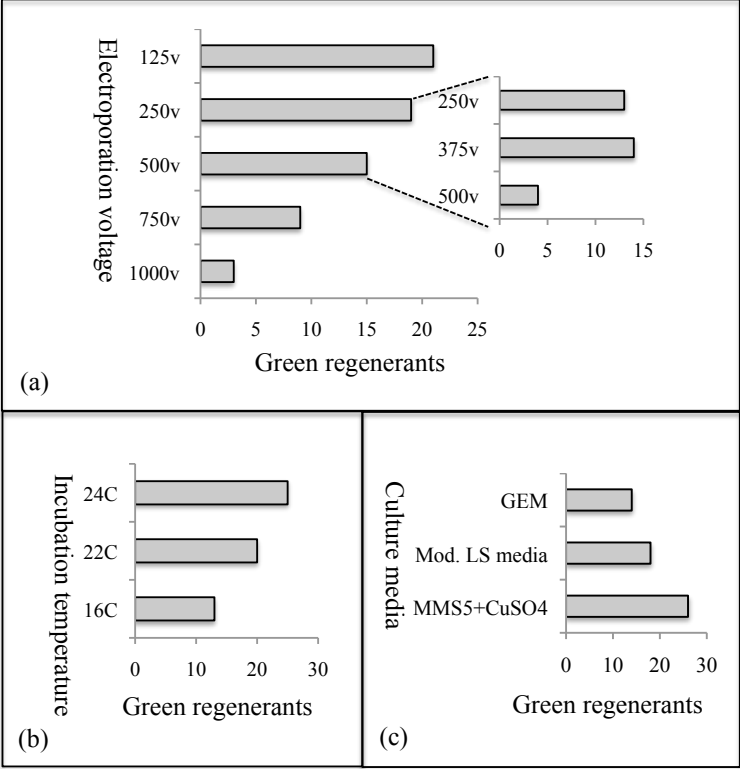 Electroporation voltage
125v
250v
500v
750v
1000v
0 5 10 15 20 25
Green regenerants
250v
375v
500v
0 5 10 15
(a)
Incubation temperature
24C
22C
16C
0 10 20 30
Green regenerants
(b)
Culture media
GEM
Mod. LS media
MMS5+CuSO4
0 10 20 30
Green regenerants
(c)